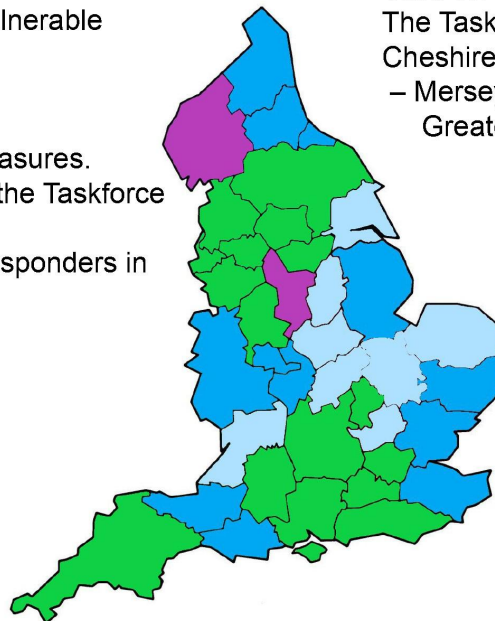 lnerable
asures.
the Taskforce
sponders in
The Task
Cheshire
– Merse
Greate